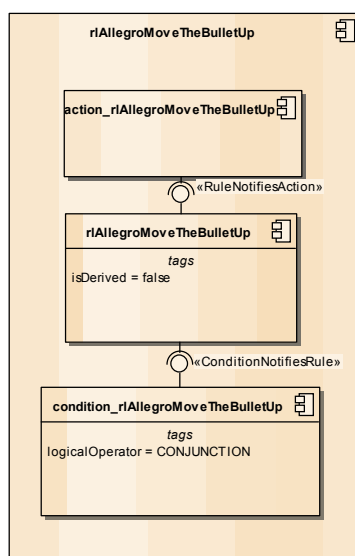 rlAllegroMoveTheBulletUp
action_rlAllegroMoveTheBulletUp
«RuleNotifiesAction»
rlAllegroMoveTheBulletUp
tags
isDerived = false
«ConditionNotifiesRule»
condition_rlAllegroMoveTheBulletUp
tags
logicalOperator = CONJUNCTION